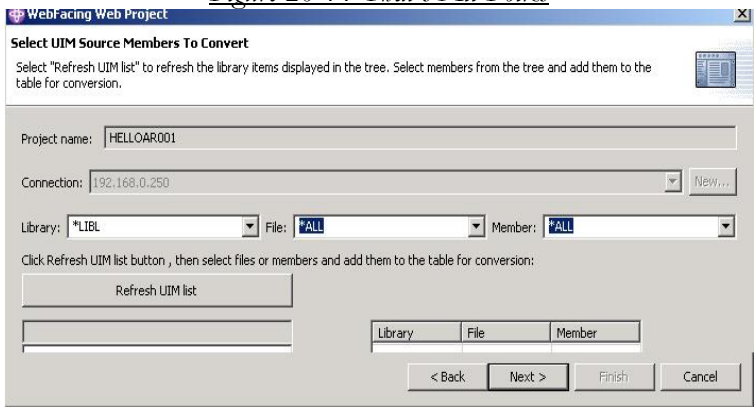 WebFacing Web Project
Select UIM Source Members To Convert
Select "Refresh UIM list" to refresh the library items displayed in the tree. Select members from the tree and add them to the
table for conversion.
Project name: HELLOAR001
Connection: 192.168.0.250 New...
Library: *LIBL File: *ALL Member: *ALL
Click Refresh UIM list button , then select files or members and add them to the table for conversion:
Refresh UIM list
Library File Member
< Back Next > Finish Cancel